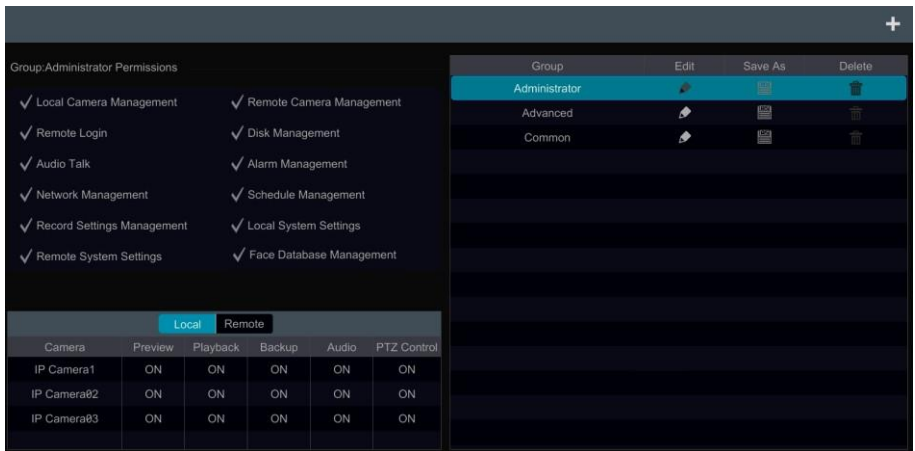 +
Group:Administrator Permissions
Local Camera Management Remote Camera Management
Remote Login Disk Management
Audio Talk Alarm Management
Network Management Schedule Management
Record Settings Management Local System Settings
Remote System Settings Face Database Management
Local Remote
Camera Preview Playback Backup Audio PTZ Control
IP Camera1 ON ON ON ON ON
IP Camera02 ON ON ON ON ON
IP Camera03 ON ON ON ON ON
Group Edit Save As Delete
Administrator
Advanced
Common